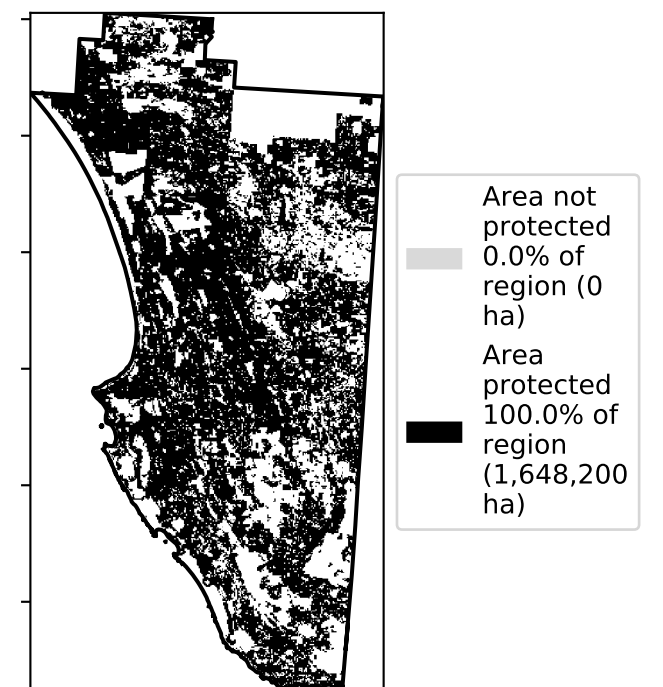 Area not
protected
0.0% of
region (0
ha)
Area
protected
100.0% of
region
(1,648,200
ha)